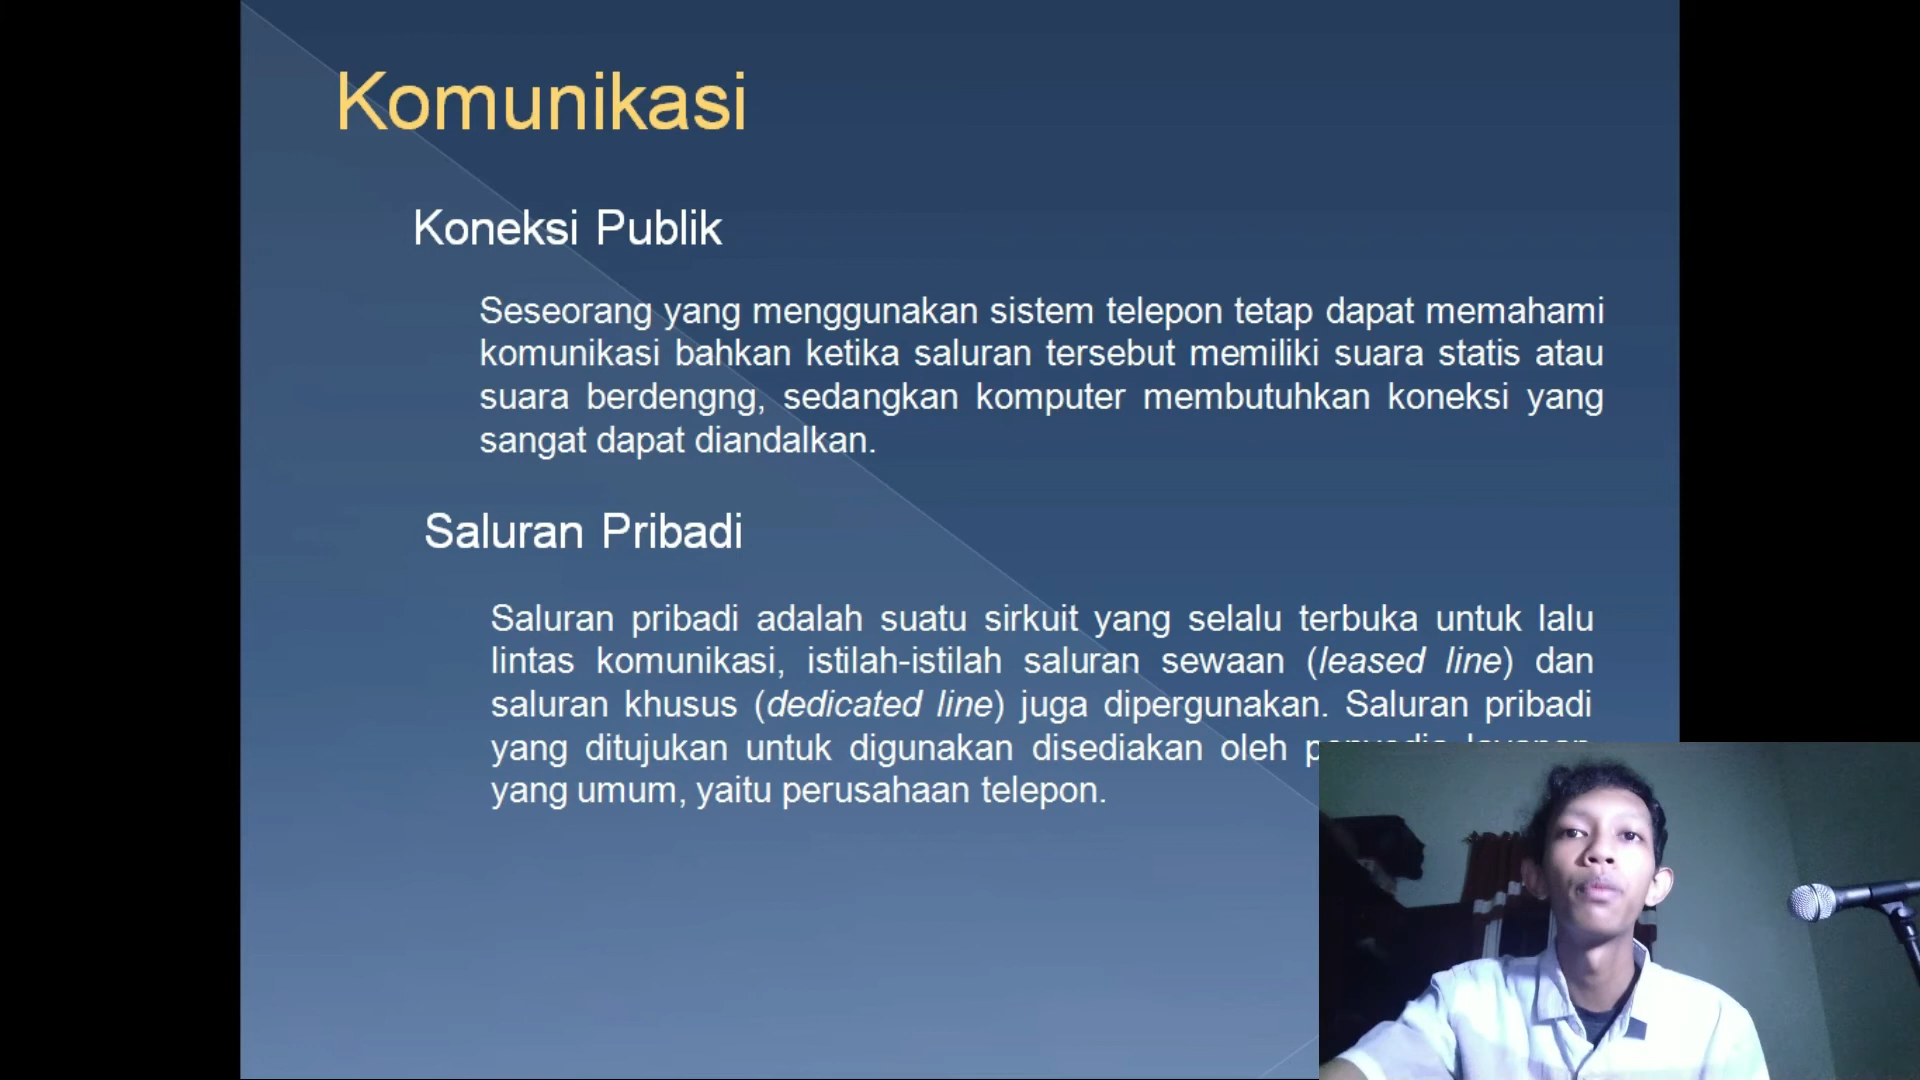 Komunikasi
Koneksi Publik
Seseorang yang menggunakan sistem telepon tetap dapat memahami
komunikasi bahkan ketika saluran tersebut memiliki suara statis atau
suara berdengng, sedangkan komputer membutuhkan koneksi yang
sangat dapat diandalkan.
Saluran Pribadi
Saluran pribadi adalah suatu sirkuit yang selalu terbuka untuk lalu
lintas komunikasi, istilah-istilah saluran sewaan (leased line) dan
saluran khusus (dedicated line) juga dipergunakan. Saluran pribadi
yang ditujukan untuk digunakan disediakan oleh
yang umum, yaitu perusahaan telepon.